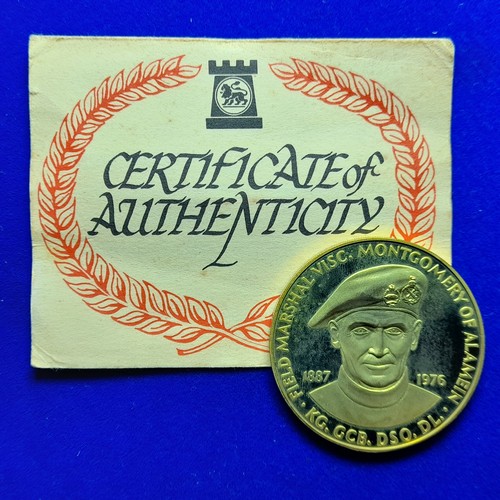 CERTIFICATE of
AUTHENTICITY
FIELD MARSHAL VISC. MONTGOMERY OF ALAMEIN
1887 1976
• KG. GCB. DSO. DL. •